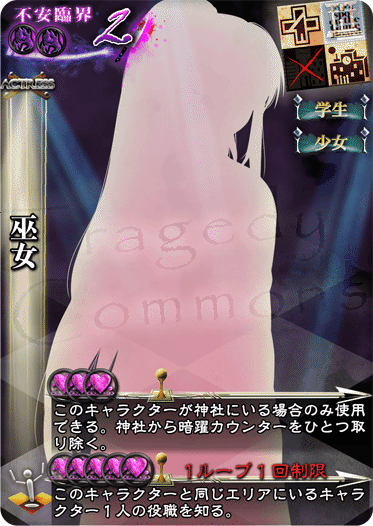 不安臨界 2
ACTRESS
学生
少女
巫女
Tragedy
Commons
このキャラクターが神社にいる場合のみ使用
できる。神社から暗躍カウンターをひとつ取
り除く。
1ループ1回制限
このキャラクターと同じエリアにいるキャラ
クター1人の役職を知る。